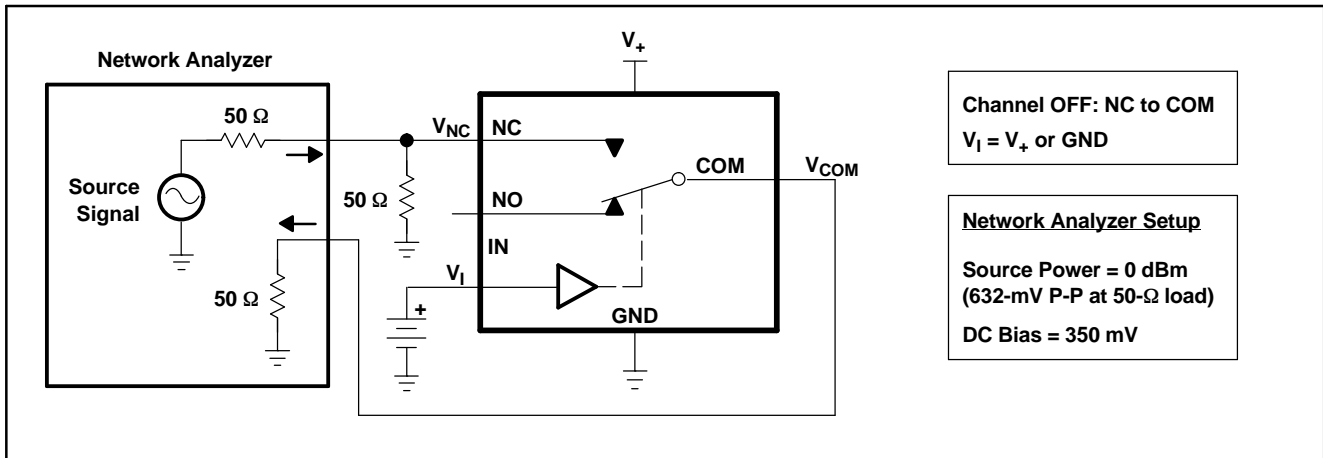 Network Analyzer
50 Ω
Source
Signal
50 Ω
50 Ω
V+
VNC
NC
NO
IN
VI
+
COM
VCOM
GND
Channel OFF: NC to COM
VI = V+ or GND
Network Analyzer Setup
Source Power = 0 dBm
(632-mV P-P at 50-Ω load)
DC Bias = 350 mV